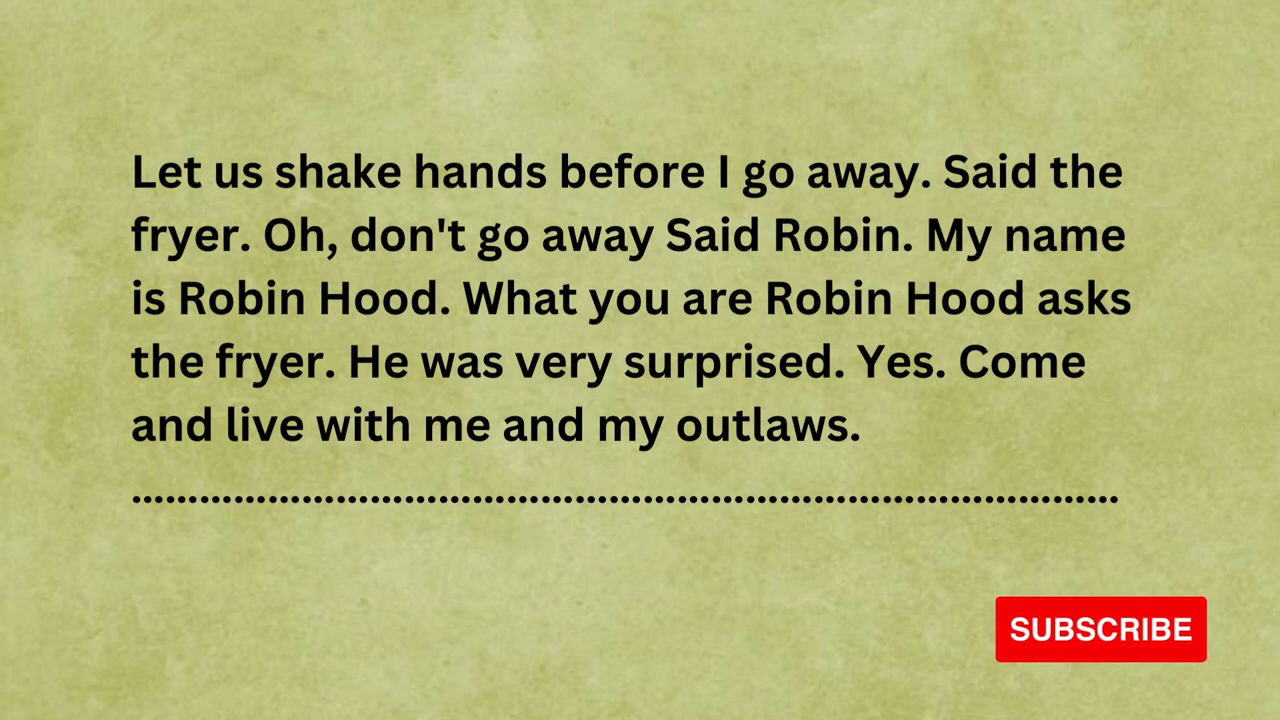 Let us shake hands before I go away. Said the
fryer. Oh, don't go away Said Robin. My name
is Robin Hood. What you are Robin Hood asks
the fryer. He was very surprised. Yes. Come
and live with me and my outlaws.
....................................................................................
SUBSCRIBE